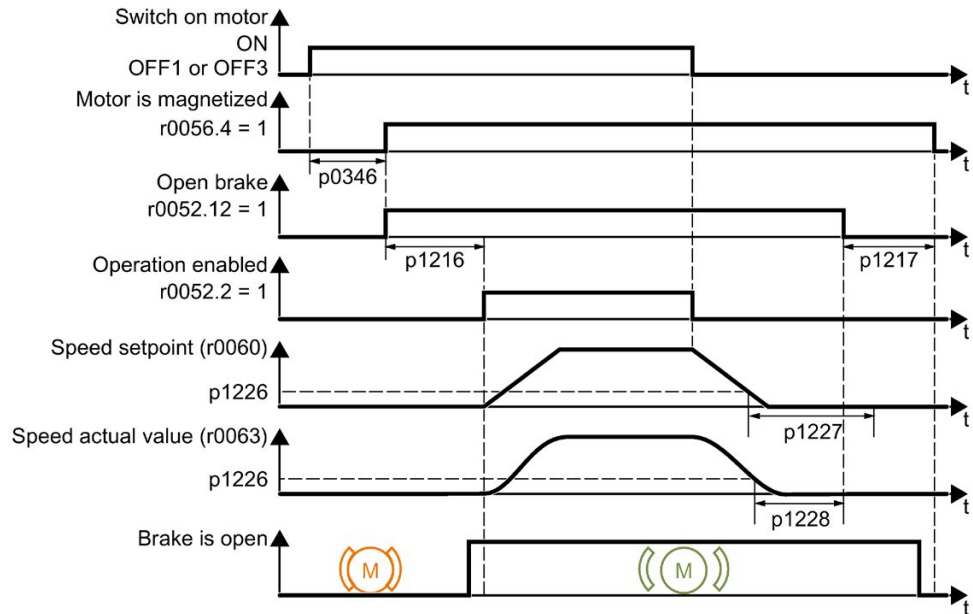 Switch on motor
ON
OFF1 or OFF3
t
Motor is magnetized
r0056.4 = 1
t
p0346
Open brake
r0052.12 = 1
t
p1216
p1217
Operation enabled
r0052.2 = 1
t
Speed setpoint (r0060)
p1226
t
p1227
Speed actual value (r0063)
p1226
t
p1228
Brake is open
M
M
t